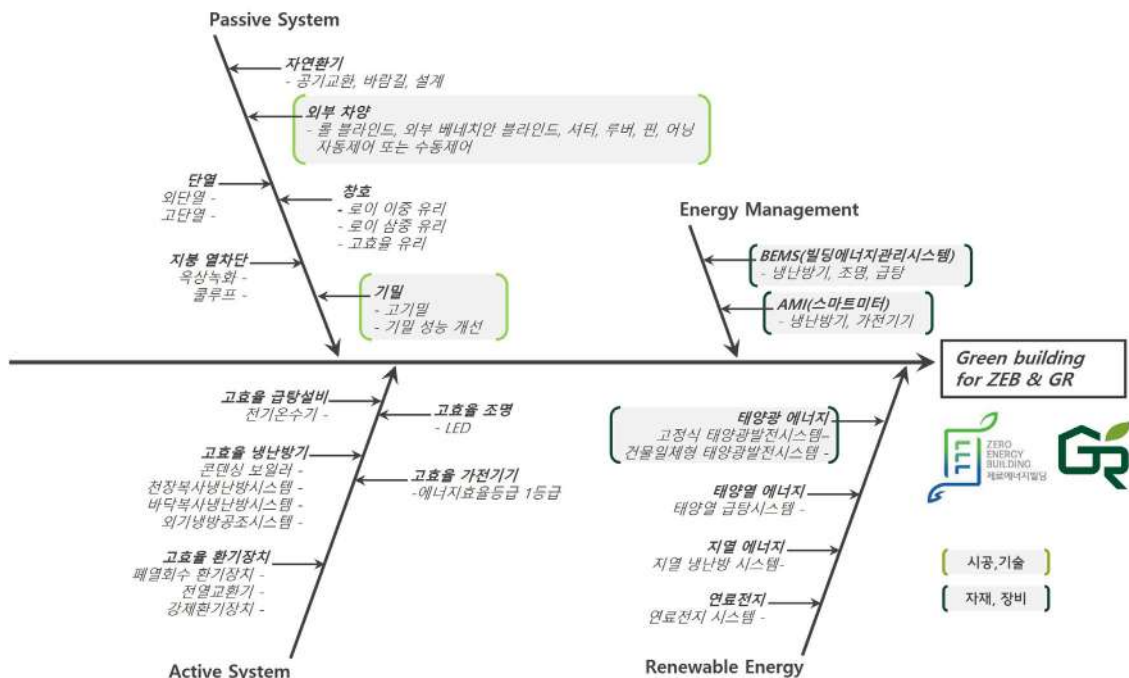 Passive System
자연환기
- 공기교환, 바람길, 설계
외부 차양
- 롤 블라인드, 외부 베네치안 블라인드, 셔터, 루버, 핀, 어닝
자동제어 또는 수동제어
단열
외단열 -
고단열 -
창호
- 로이 이중 유리
- 로이 삼중 유리
- 고효율 유리
지붕 열차단
옥상녹화 -
쿨루프 -
기밀
- 고기밀
- 기밀 성능 개선
Energy Management
BEMS(빌딩에너지관리시스템)
- 냉난방기, 조명, 급탕
AMI(스마트미터)
- 냉난방기, 가전기기
Green building
for ZEB & GR
고효율 급탕설비
전기온수기 -
고효율 조명
- LED
고효율 냉난방기
콘덴싱 보일러 -
천장복사냉난방시스템 -
바닥복사냉난방시스템 -
외기냉방공조시스템 -
고효율 가전기기
-에너지효율등급 1등급
고효율 환기장치
폐열회수 환기장치 -
전열교환기 -
강제환기장치 -
Active System
태양광 에너지
고정식 태양광발전시스템-
건물일체형 태양광발전시스템 -
태양열 에너지
태양열 급탕시스템 -
지열 에너지
지열 냉난방 시스템-
연료전지
연료전지 시스템 -
Renewable Energy
ZERO
ENERGY
BUILDING
제로에너지빌딩
GR
시공,기술
자재, 장비